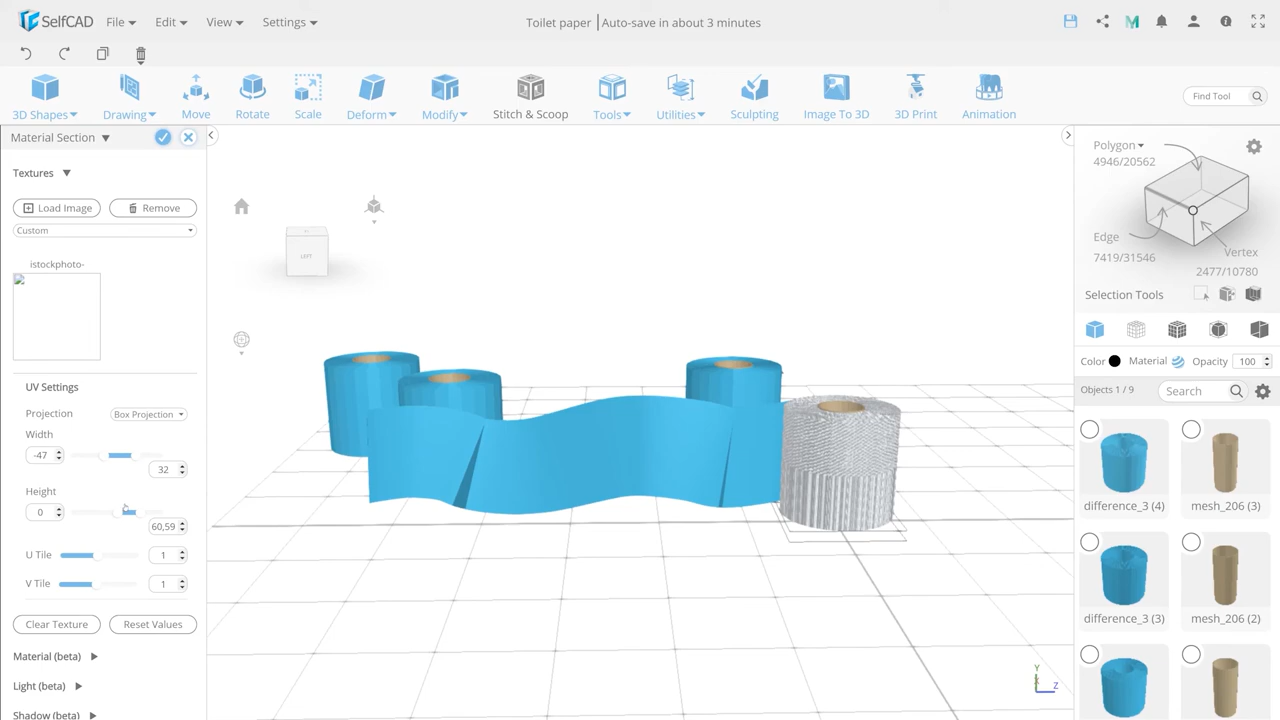 SelfCAD File Edit View Settings Toilet paper | Auto-save in about 3 minutes
3D Shapes Drawing Move Rotate Scale Deform Modify Stitch & Scoop Tools Utilities Sculpting Image To 3D 3D Print Animation Find Tool
Material Section
Textures
Load Image Remove
Custom
istockphoto-
UV Settings
Projection Box Projection
Width
-47
32
Height
0
60,59
U Tile 1
V Tile 1
Clear Texture Reset Values
Material (beta)
Light (beta)
Shadow (beta)
LEFT
Y
X Z
Polygon
4946/20562
Edge
7419/31546
Vertex
2477/10780
Selection Tools
Color Material Opacity 100
Objects 1 / 9 Search
difference_3 (4) mesh_206 (3)
difference_3 (3) mesh_206 (2)